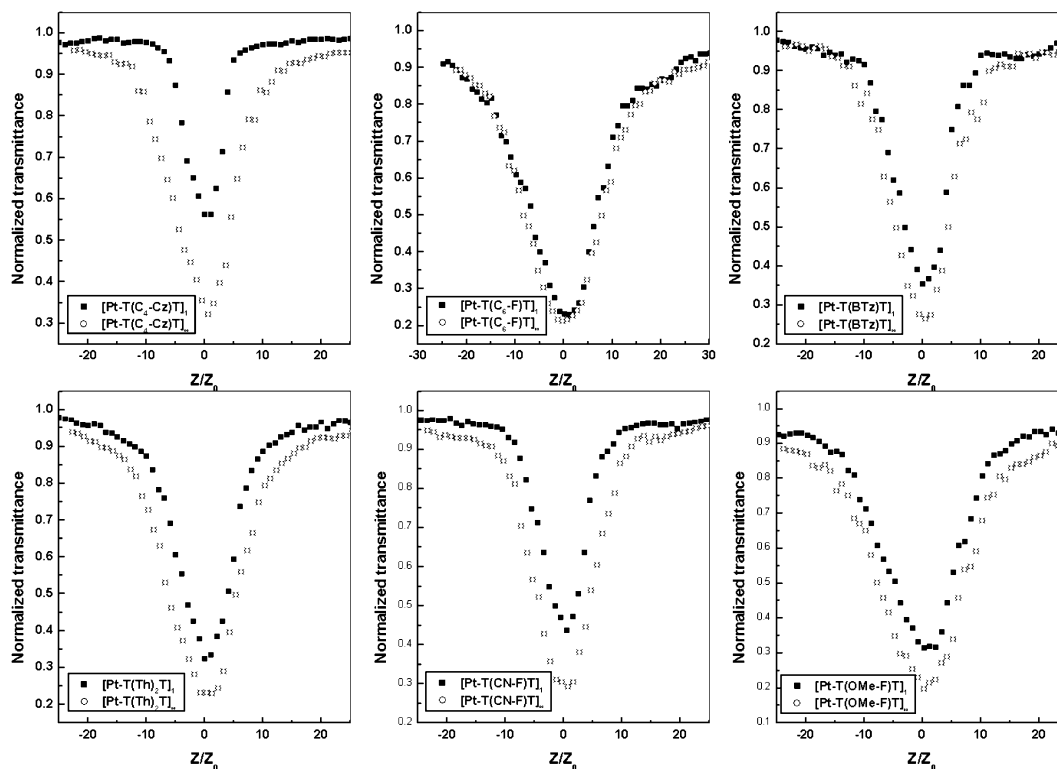 Normalized transmittance
1.0
0.9
0.8
0.7
0.6
0.5
0.4
0.3
[Pt-T(C₄-Cz)T]₁
[Pt-T(C₄-Cz)T]∞
-20 -10 0 10 20
Z/Z₀
Normalized transmittance
1.0
0.9
0.8
0.7
0.6
0.5
0.4
0.3
0.2
[Pt-T(C₆-F)T]₁
[Pt-T(C₆-F)T]∞
-30 -20 -10 0 10 20 30
Z/Z₀
Normalized transmittance
1.0
0.9
0.8
0.7
0.6
0.5
0.4
0.3
0.2
[Pt-T(BTz)T]₁
[Pt-T(BTz)T]∞
-20 -10 0 10 20
Z/Z₀
Normalized transmittance
1.0
0.9
0.8
0.7
0.6
0.5
0.4
0.3
0.2
[Pt-T(Th)₂T]₁
[Pt-T(Th)₂T]∞
-20 -10 0 10 20
Z/Z₀
Normalized transmittance
1.0
0.9
0.8
0.7
0.6
0.5
0.4
0.3
[Pt-T(CN-F)T]₁
[Pt-T(CN-F)T]∞
-20 -10 0 10 20
Z/Z₀
Normalized transmittance
1.0
0.9
0.8
0.7
0.6
0.5
0.4
0.3
0.2
0.1
[Pt-T(OMe-F)T]₁
[Pt-T(OMe-F)T]∞
-20 -10 0 10 20
Z/Z₀